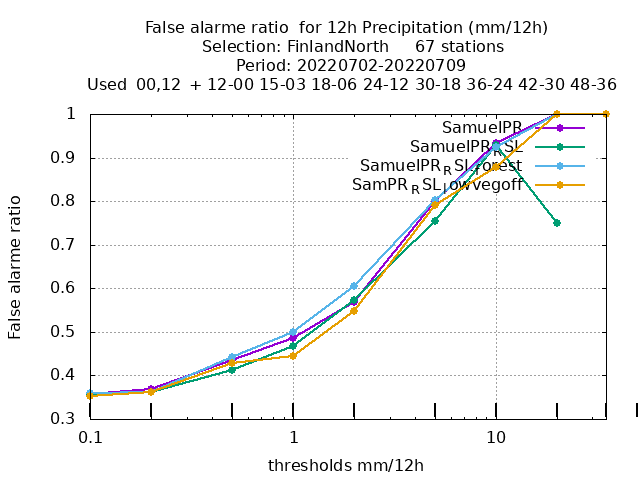 False alarme ratio  for 12h Precipitation (mm/12h)
Selection: FinlandNorth     67 stations
Period: 20220702-20220709
Used  00,12  + 12-00 15-03 18-06 24-12 30-18 36-24 42-30 48-36
SamuelPR
SamuelPRRSL
SamuelPRRSLforest
SamPRRSLlowvegoff
False alarme ratio
1
0.9
0.8
0.7
0.6
0.5
0.4
0.3
0.1
1
10
thresholds mm/12h